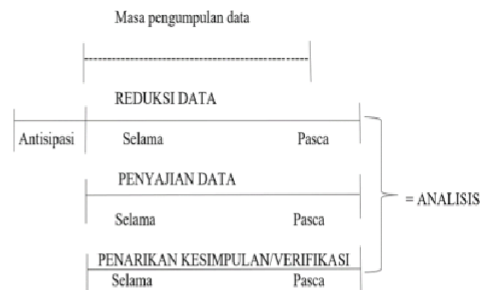 Masa pengumpulan data
REDUKSI DATA
Antisipasi Selama Pasca
PENYAJIAN DATA
= ANALISIS
Selama Pasca
PENARIKAN KESIMPULAN/VERIFIKASI
Selama Pasca